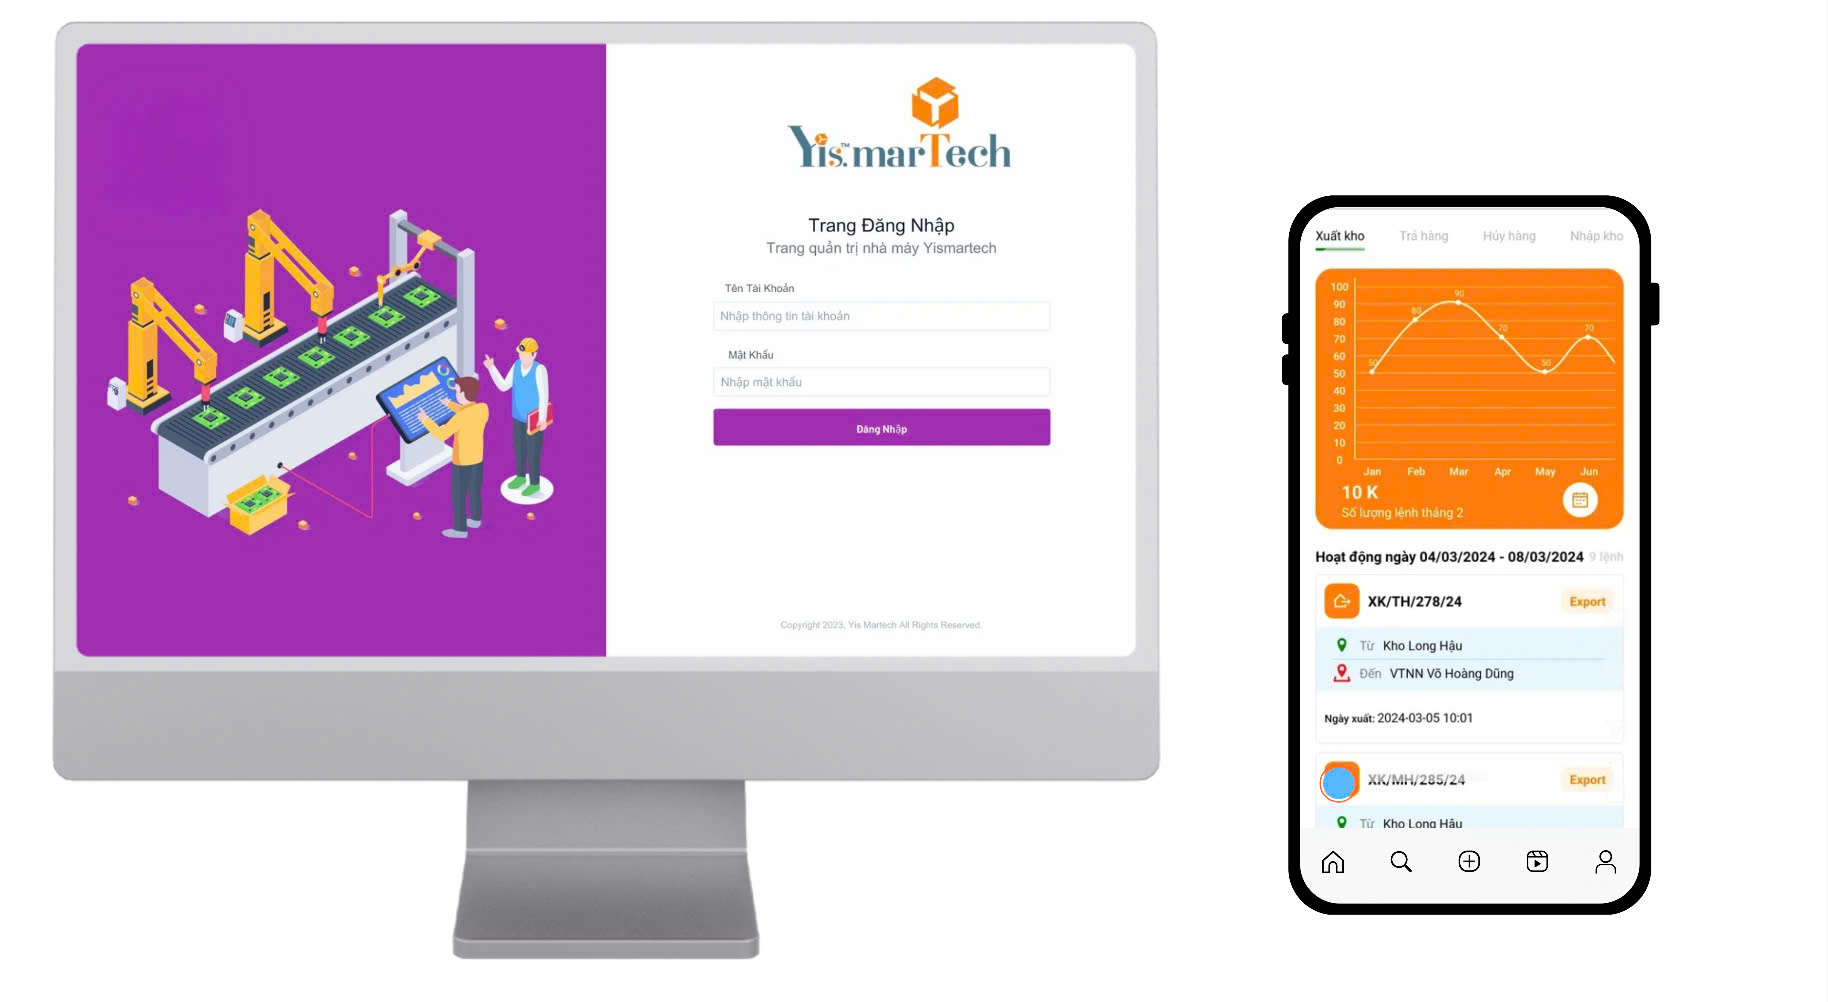 Yis.™marTech
Trang Đăng Nhập
Trang quản trị nhà máy Yismartech
Tên Tài Khoản
Nhập thông tin tài khoản
Mật Khẩu
Nhập mật khẩu
Đăng Nhập
Copyright 2023, Yis Martech All Rights Reserved.
Xuất kho Trả hàng Hủy hàng Nhập kho
100
90
80
70
60
50
40
30
20
10
0
50 80 90 70 50 70
Jan Feb Mar Apr May Jun
10 K
Số lượng lệnh tháng 2
Hoạt động ngày 04/03/2024 - 08/03/2024 9 lệnh
XK/TH/278/24 Export
Từ Kho Long Hậu
Đến VTNN Võ Hoàng Dũng
Ngày xuất: 2024-03-05 10:01
XK/MH/285/24 Export
Từ Kho Long Hậu